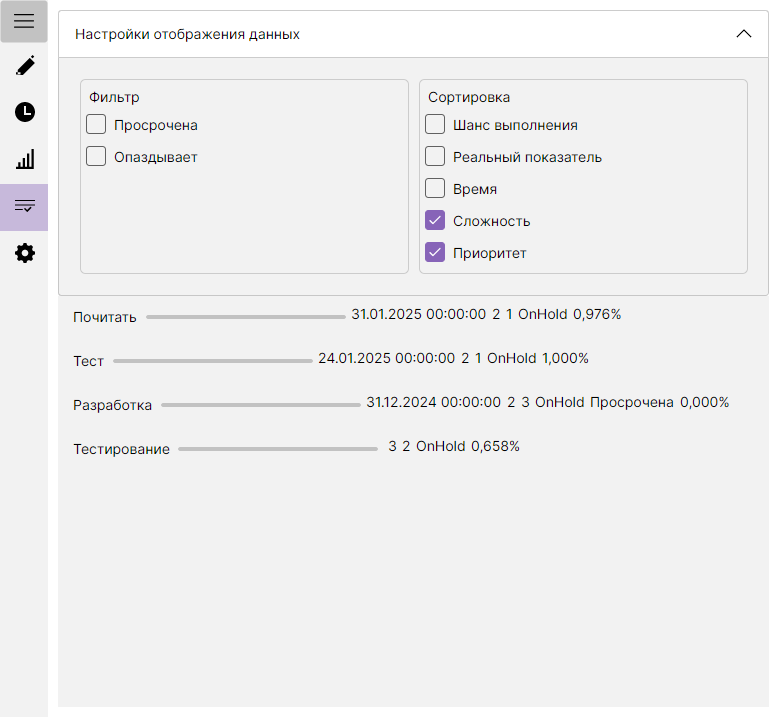 Настройки отображения данных
Фильтр
Просрочена
Опаздывает
Сортировка
Шанс выполнения
Реальный показатель
Время
Сложность
Приоритет
Почитать 31.01.2025 00:00:00 2 1 OnHold 0,976%
Тест 24.01.2025 00:00:00 2 1 OnHold 1,000%
Разработка 31.12.2024 00:00:00 2 3 OnHold Просрочена 0,000%
Тестирование 3 2 OnHold 0,658%